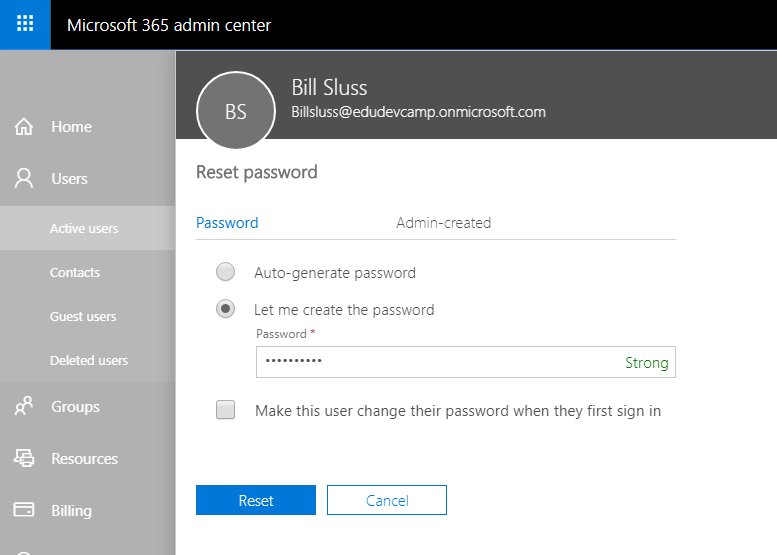 Microsoft 365 admin center
Bill Sluss
BS
Billsluss@edudevcamp.onmicrosoft.com
Home
Users
Active users
Contacts
Guest users
Deleted users
Groups
Resources
Billing
Reset password
Password Admin-created
Auto-generate password
Let me create the password
Password *
•••••••••• Strong
Make this user change their password when they first sign in
Reset Cancel